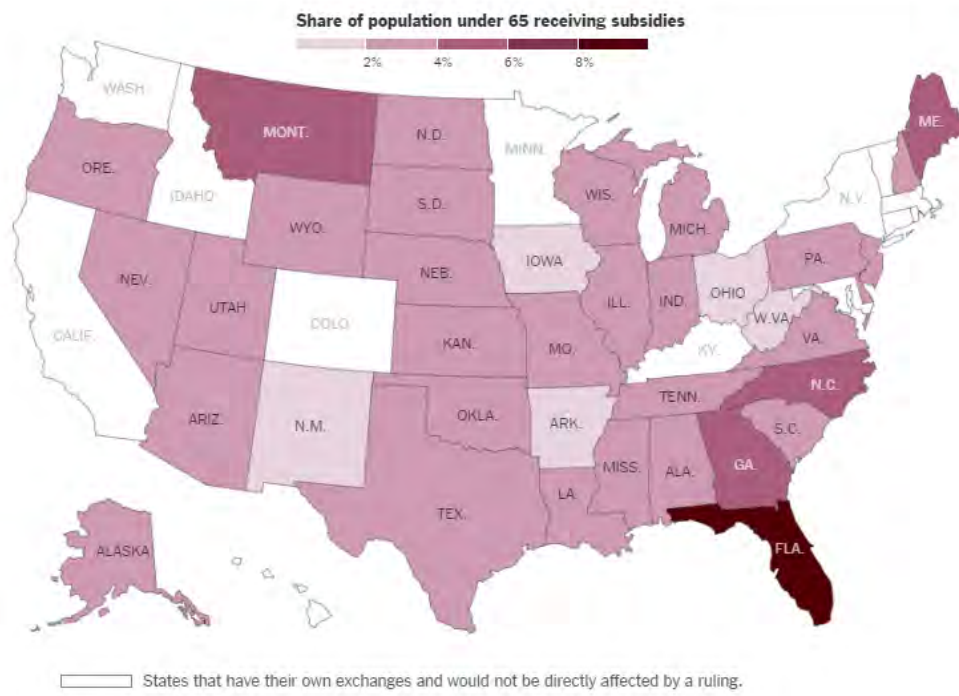 Share of population under 65 receiving subsidies
2% 4% 6% 8%
WASH.
MONT.
N.D.
MINN.
ME.
ORE.
IDAHO
S.D.
WIS.
MICH.
N.Y.
WYO.
IOWA
NEB.
PA.
NEV.
UTAH
COLO.
ILL.
IND.
OHIO
W.VA.
CALIF.
KAN.
MO.
KY.
VA.
ARIZ.
N.M.
OKLA.
ARK.
TENN.
N.C.
S.C.
TEX.
LA.
MISS.
ALA.
GA.
ALASKA
FLA.
States that have their own exchanges and would not be directly affected by a ruling.